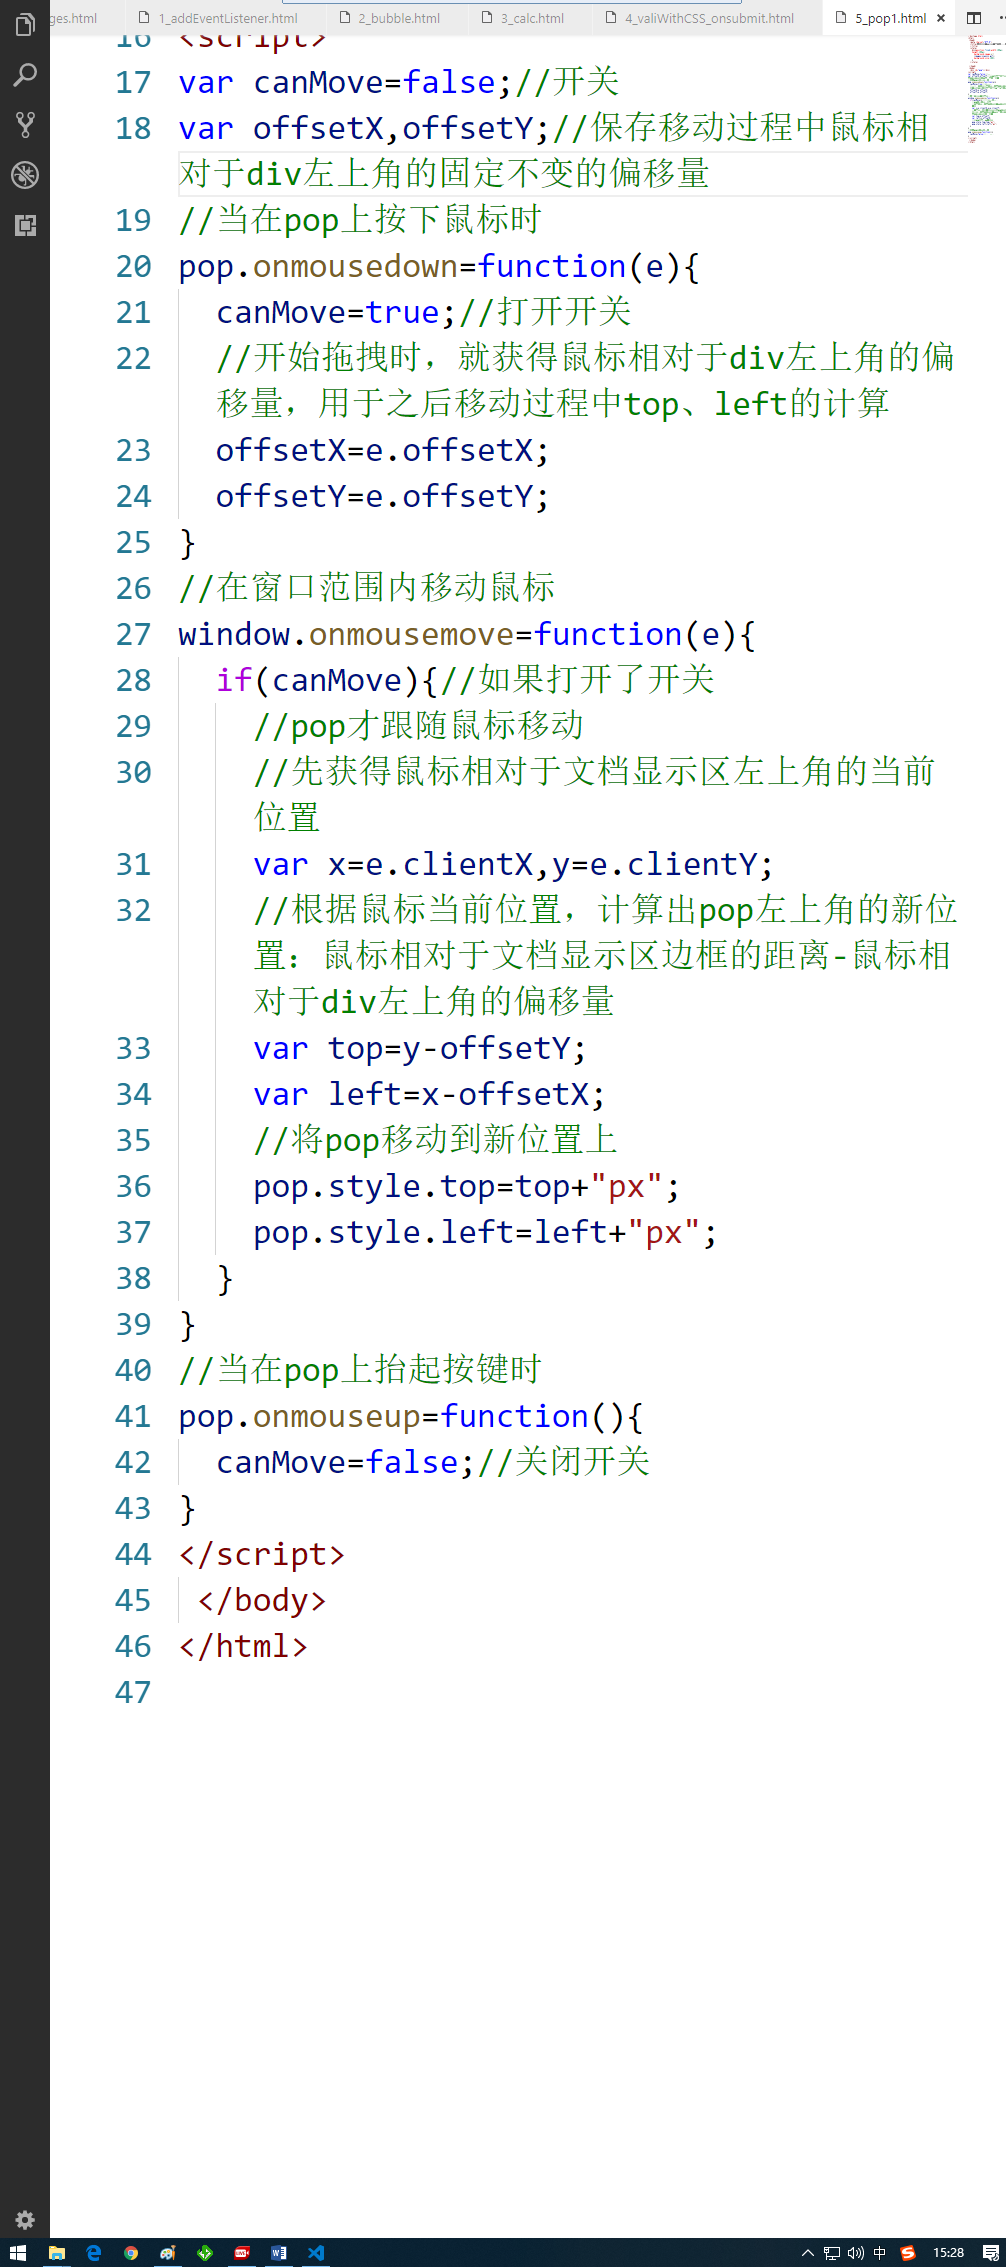 ges.html 1_addEventListener.html 2_bubble.html 3_calc.html 4_valiWithCSS_onsubmit.html 5_pop1.html
16 <script>
17 var canMove=false;//开关
18 var offsetX,offsetY;//保存移动过程中鼠标相
对于div左上角的固定不变的偏移量
19 //当在pop上按下鼠标时
20 pop.onmousedown=function(e){
21 canMove=true;//打开开关
22 //开始拖拽时，就获得鼠标相对于div左上角的偏
移量，用于之后移动过程中top、left的计算
23 offsetX=e.offsetX;
24 offsetY=e.offsetY;
25 }
26 //在窗口范围内移动鼠标
27 window.onmousemove=function(e){
28 if(canMove){//如果打开了开关
29 //pop才跟随鼠标移动
30 //先获得鼠标相对于文档显示区左上角的当前
位置
31 var x=e.clientX,y=e.clientY;
32 //根据鼠标当前位置，计算出pop左上角的新位
置：鼠标相对于文档显示区边框的距离-鼠标相
对于div左上角的偏移量
33 var top=y-offsetY;
34 var left=x-offsetX;
35 //将pop移动到新位置上
36 pop.style.top=top+"px";
37 pop.style.left=left+"px";
38 }
39 }
40 //当在pop上抬起按键时
41 pop.onmouseup=function(){
42 canMove=false;//关闭开关
43 }
44 </script>
45 </body>
46 </html>
47
中 15:28